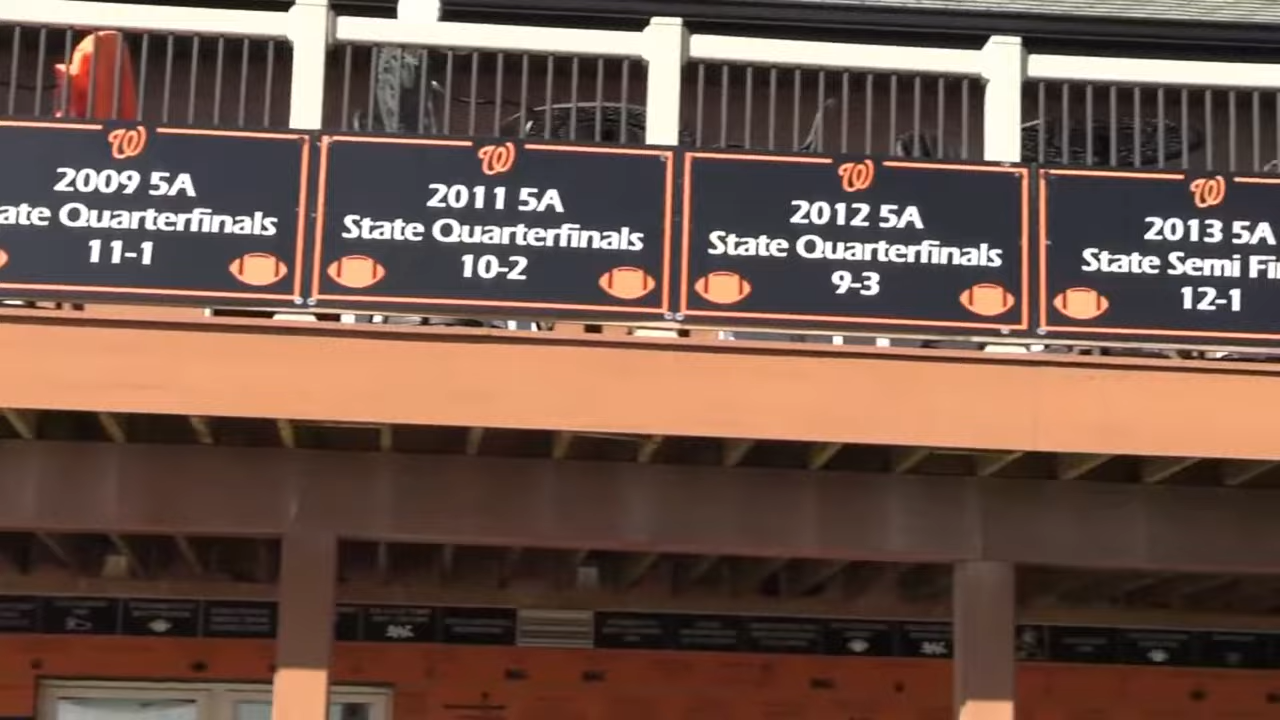 W
2009 5A
ate Quarterfinals
11-1
W
2011 5A
State Quarterfinals
10-2
W
2012 5A
State Quarterfinals
9-3
W
2013 5A
State Semi Fi
12-1